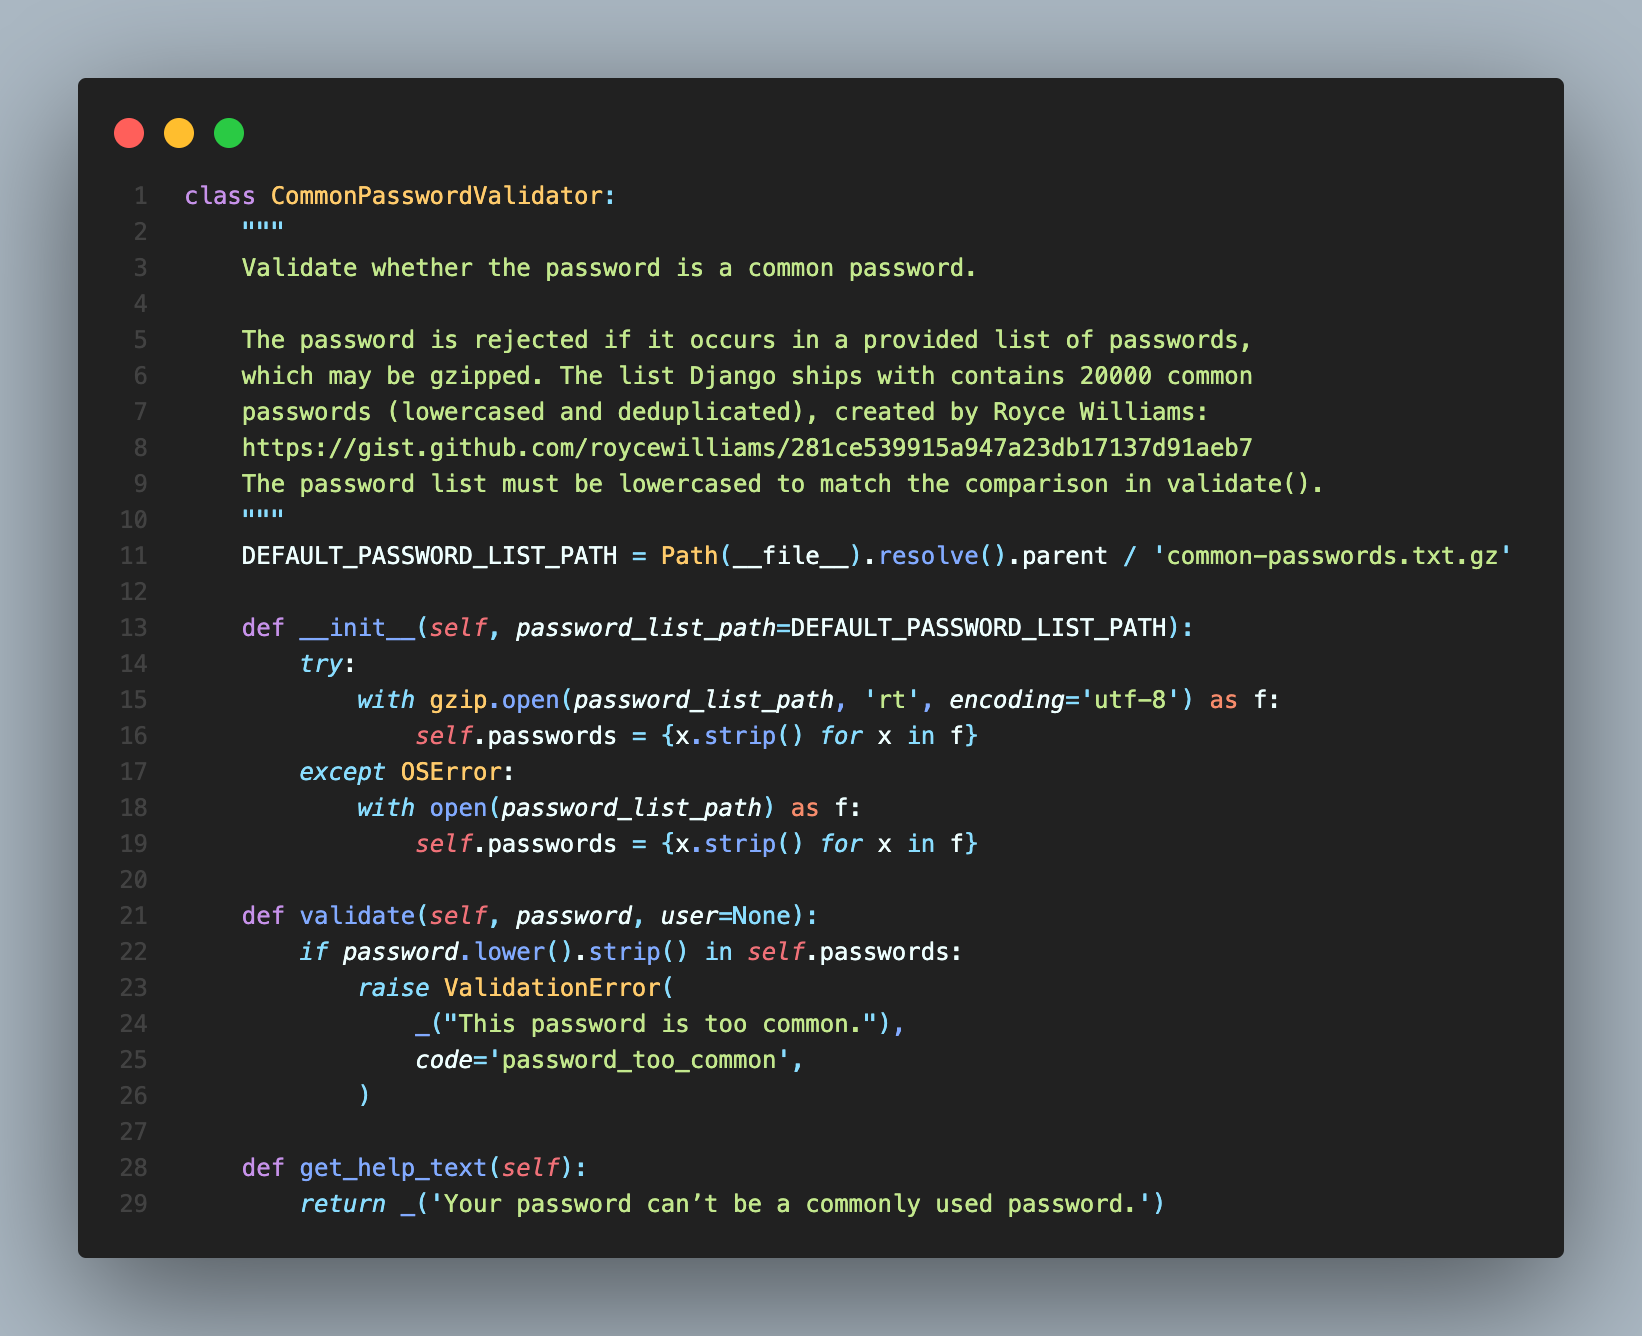 1 class CommonPasswordValidator:
2     """
3     Validate whether the password is a common password.
4
5     The password is rejected if it occurs in a provided list of passwords,
6     which may be gzipped. The list Django ships with contains 20000 common
7     passwords (lowercased and deduplicated), created by Royce Williams:
8     https://gist.github.com/roycewilliams/281ce539915a947a23db17137d91aeb7
9     The password list must be lowercased to match the comparison in validate().
10     """
11     DEFAULT_PASSWORD_LIST_PATH = Path(__file__).resolve().parent / 'common-passwords.txt.gz'
12
13     def __init__(self, password_list_path=DEFAULT_PASSWORD_LIST_PATH):
14         try:
15             with gzip.open(password_list_path, 'rt', encoding='utf-8') as f:
16                 self.passwords = {x.strip() for x in f}
17         except OSError:
18             with open(password_list_path) as f:
19                 self.passwords = {x.strip() for x in f}
20
21     def validate(self, password, user=None):
22         if password.lower().strip() in self.passwords:
23             raise ValidationError(
24                 _("This password is too common."),
25                 code='password_too_common',
26             )
27
28     def get_help_text(self):
29         return _('Your password can’t be a commonly used password.')